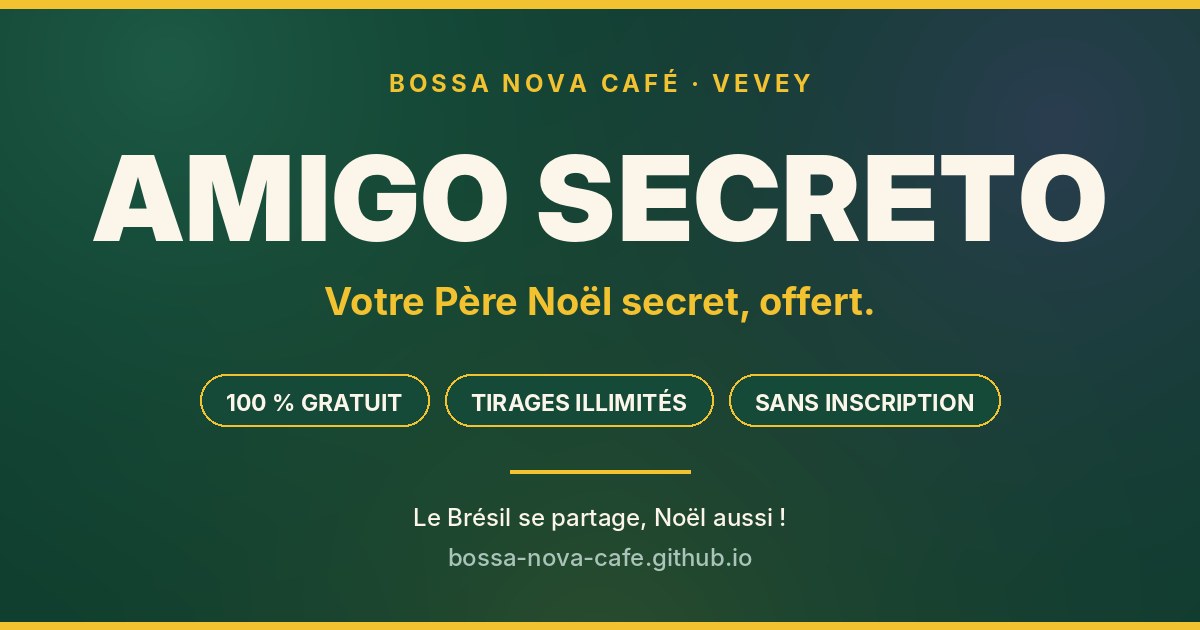 BOSSA NOVA CAFÉ · VEVEY
AMIGO SECRETO
Votre Père Noël secret, offert.
100 % GRATUIT
TIRAGES ILLIMITÉS
SANS INSCRIPTION
Le Brésil se partage, Noël aussi !
bossa-nova-cafe.github.io